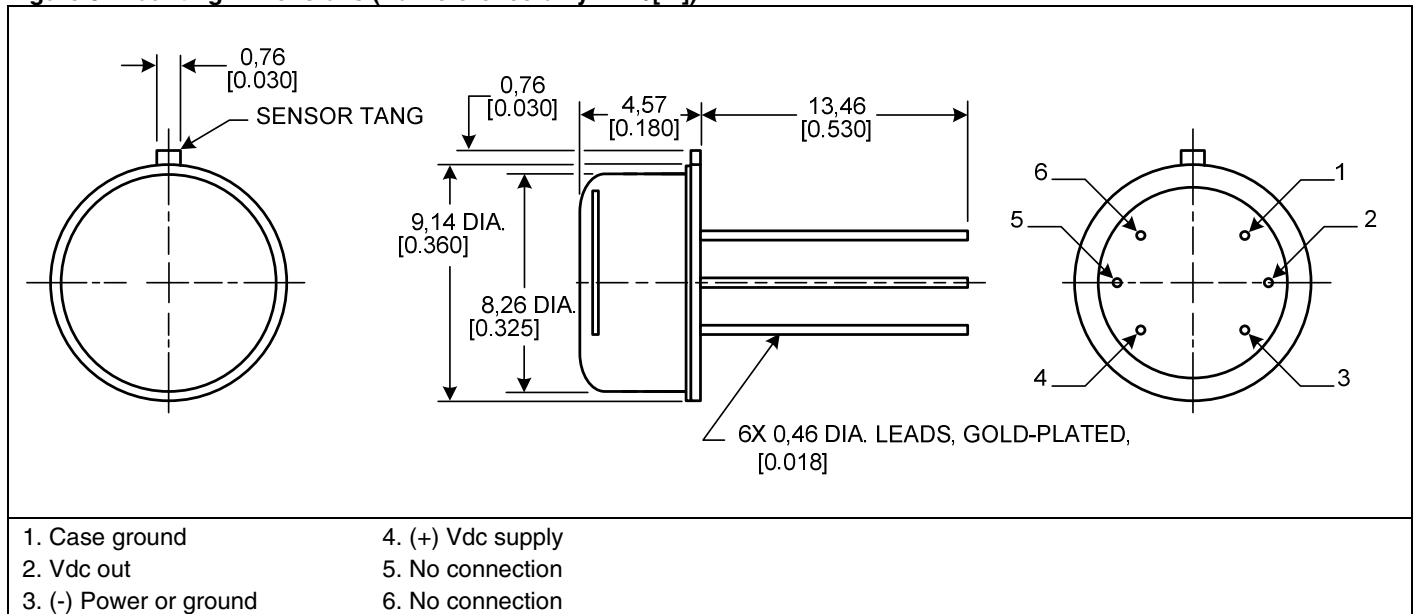 0,76
[0.030]
SENSOR TANG
0,76
[0.030]
4,57
[0.180]
13,46
[0.530]
9,14 DIA.
[0.360]
8,26 DIA.
[0.325]
6X 0,46 DIA. LEADS, GOLD-PLATED,
[0.018]
6
1
5
2
4
3
1. Case ground
2. Vdc out
3. (-) Power or ground
4. (+) Vdc supply
5. No connection
6. No connection